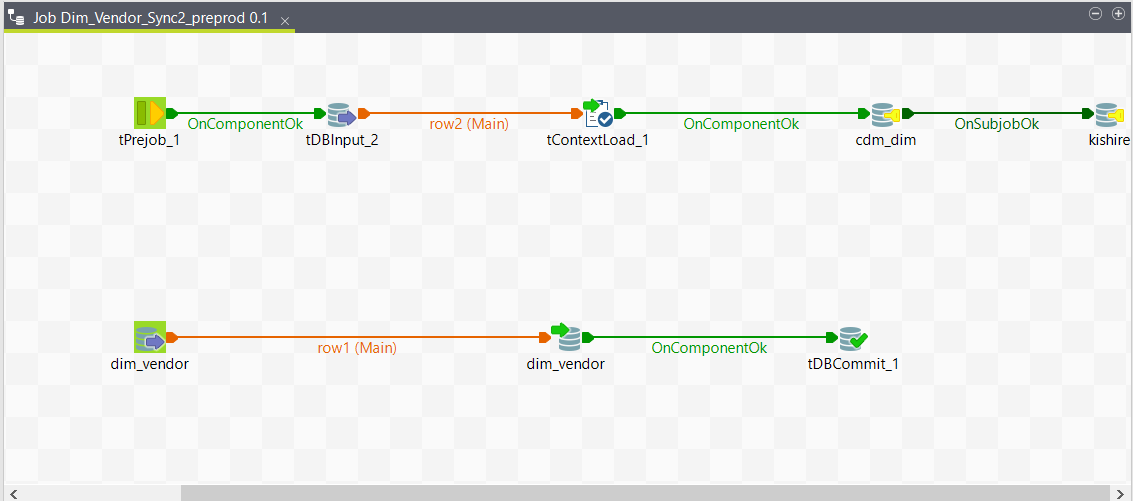 Job Dim_Vendor_Sync2_preprod 0.1
OnComponentOk
row2 (Main)
OnComponentOk
OnSubjobOk
tPrejob_1
tDBInput_2
tContextLoad_1
cdm_dim
kishire
row1 (Main)
OnComponentOk
dim_vendor
dim_vendor
tDBCommit_1